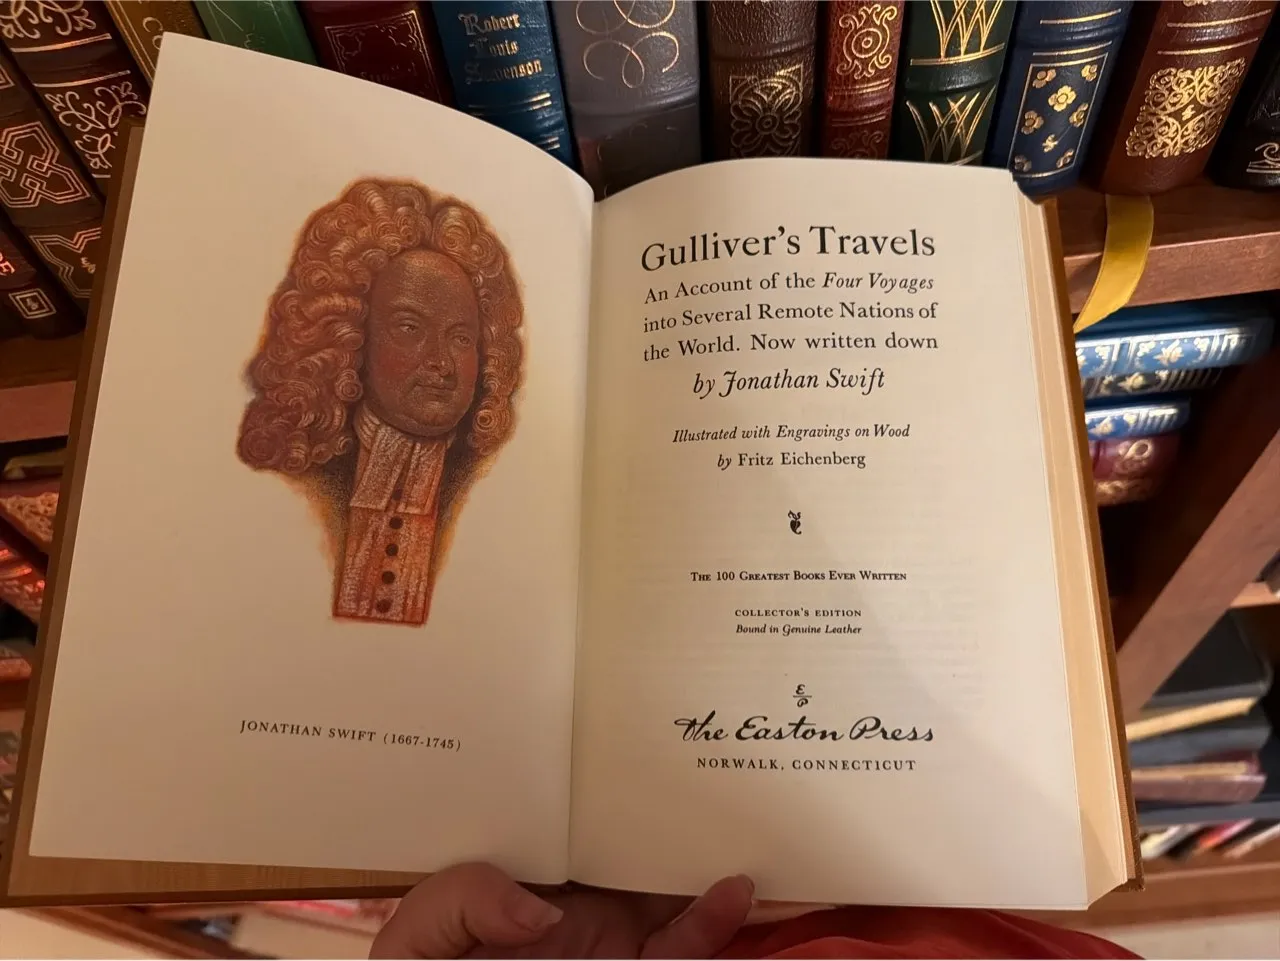 Robert
Louis
Stevenson
JONATHAN SWIFT (1667-1745)
Gulliver's Travels
An Account of the Four Voyages
into Several Remote Nations of
the World. Now written down
by Jonathan Swift
Illustrated with Engravings on Wood
by Fritz Eichenberg
THE 100 GREATEST BOOKS EVER WRITTEN
COLLECTOR'S EDITION
Bound in Genuine Leather
E
P
The Easton Press
NORWALK, CONNECTICUT